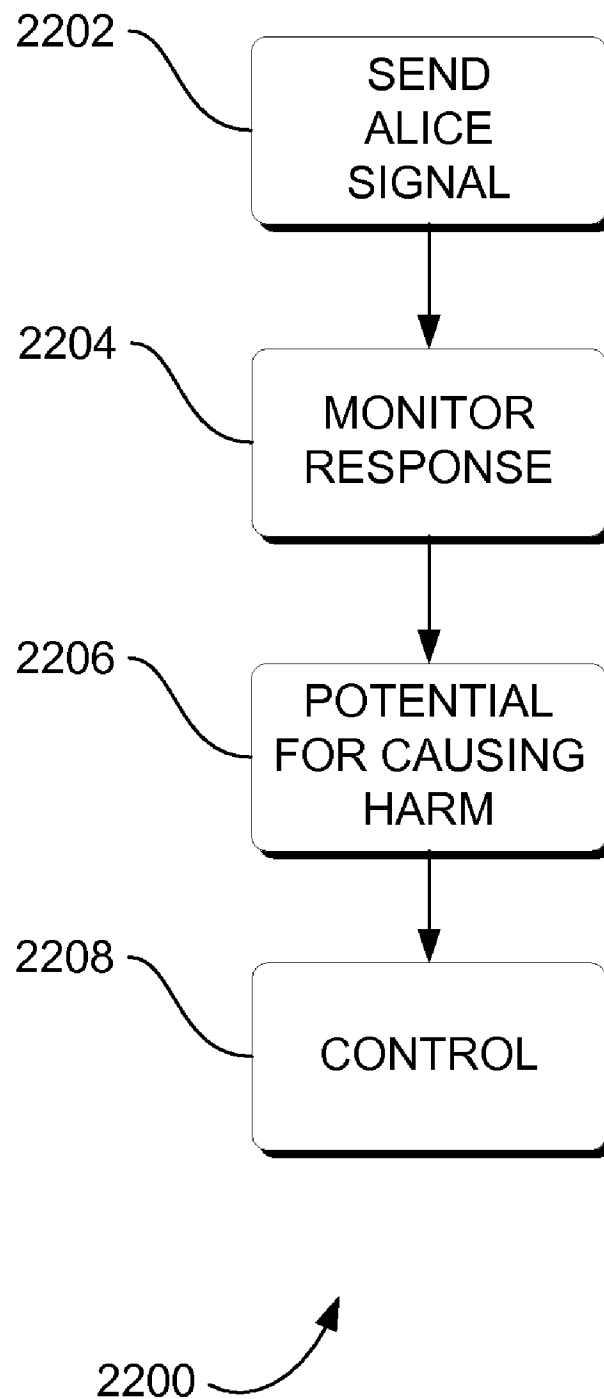 2202
SEND
ALICE
SIGNAL
2204
MONITOR
RESPONSE
2206
POTENTIAL
FOR CAUSING
HARM
2208
CONTROL
2200